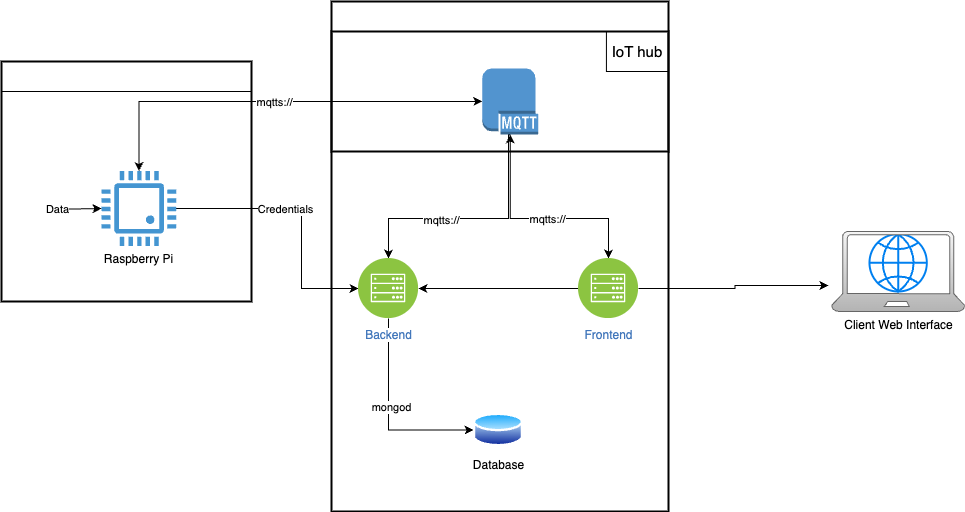 IoT hub
mqtts://
MQTT
Data
Credentials
mqtts://
mqtts://
Raspberry Pi
Backend
Frontend
Client Web Interface
mongod
Database